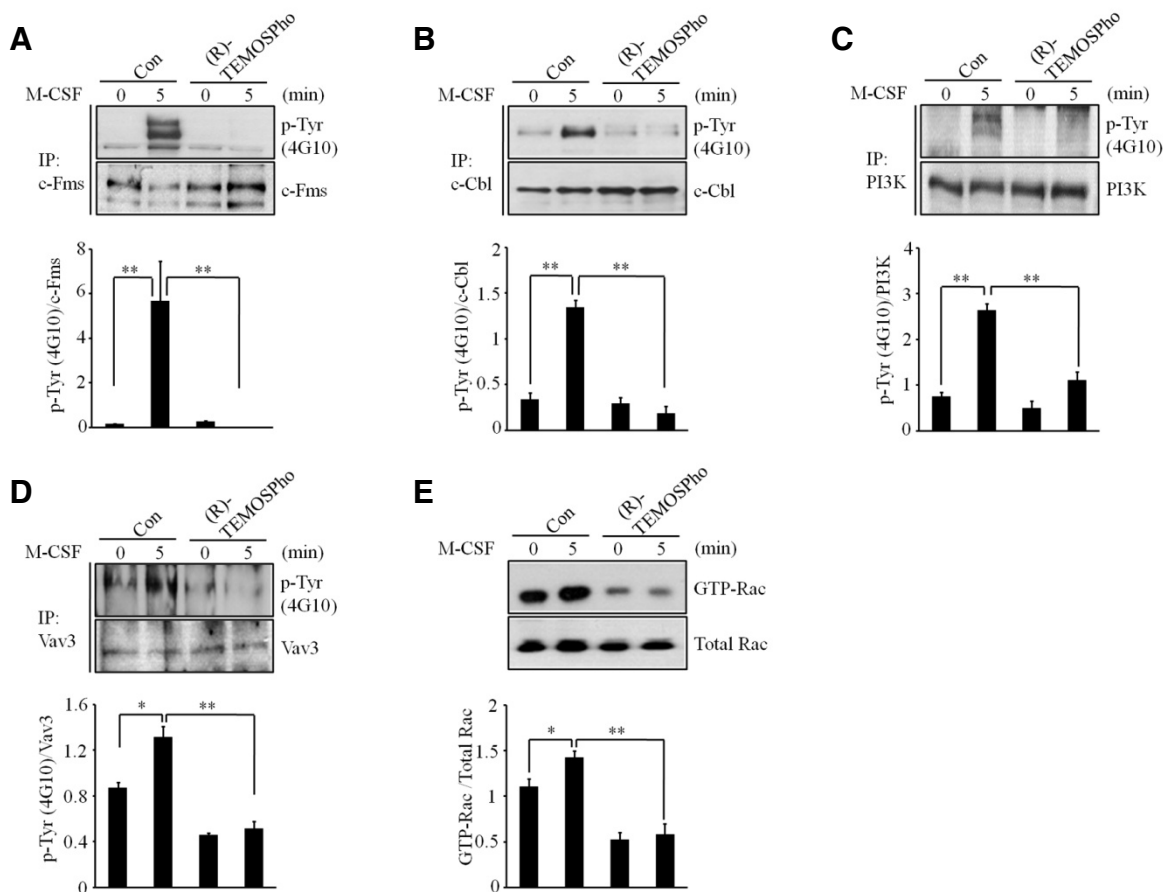 A
Con
(R)-
TEMOSPho
M-CSF 0 5 0 5 (min)
IP:
c-Fms
p-Tyr
(4G10)
c-Fms
p-Tyr (4G10)/c-Fms
8
6
4
2
0
** **
B
Con
(R)-
TEMOSPho
M-CSF 0 5 0 5 (min)
IP:
c-Cbl
p-Tyr
(4G10)
c-Cbl
p-Tyr (4G10)/c-Cbl
2
1.5
1
0.5
0
** **
C
Con
(R)-
TEMOSPho
M-CSF 0 5 0 5 (min)
IP:
PI3K
p-Tyr
(4G10)
PI3K
p-Tyr (4G10)/PI3K
4
3
2
1
0
** **
D
Con
(R)-
TEMOSPho
M-CSF 0 5 0 5 (min)
IP:
Vav3
p-Tyr
(4G10)
Vav3
p-Tyr (4G10)/Vav3
1.6
1.2
0.8
0.4
0
* **
E
Con
(R)-
TEMOSPho
M-CSF 0 5 0 5 (min)
GTP-Rac
Total Rac
GTP-Rac /Total Rac
2
1.5
1
0.5
0
* **